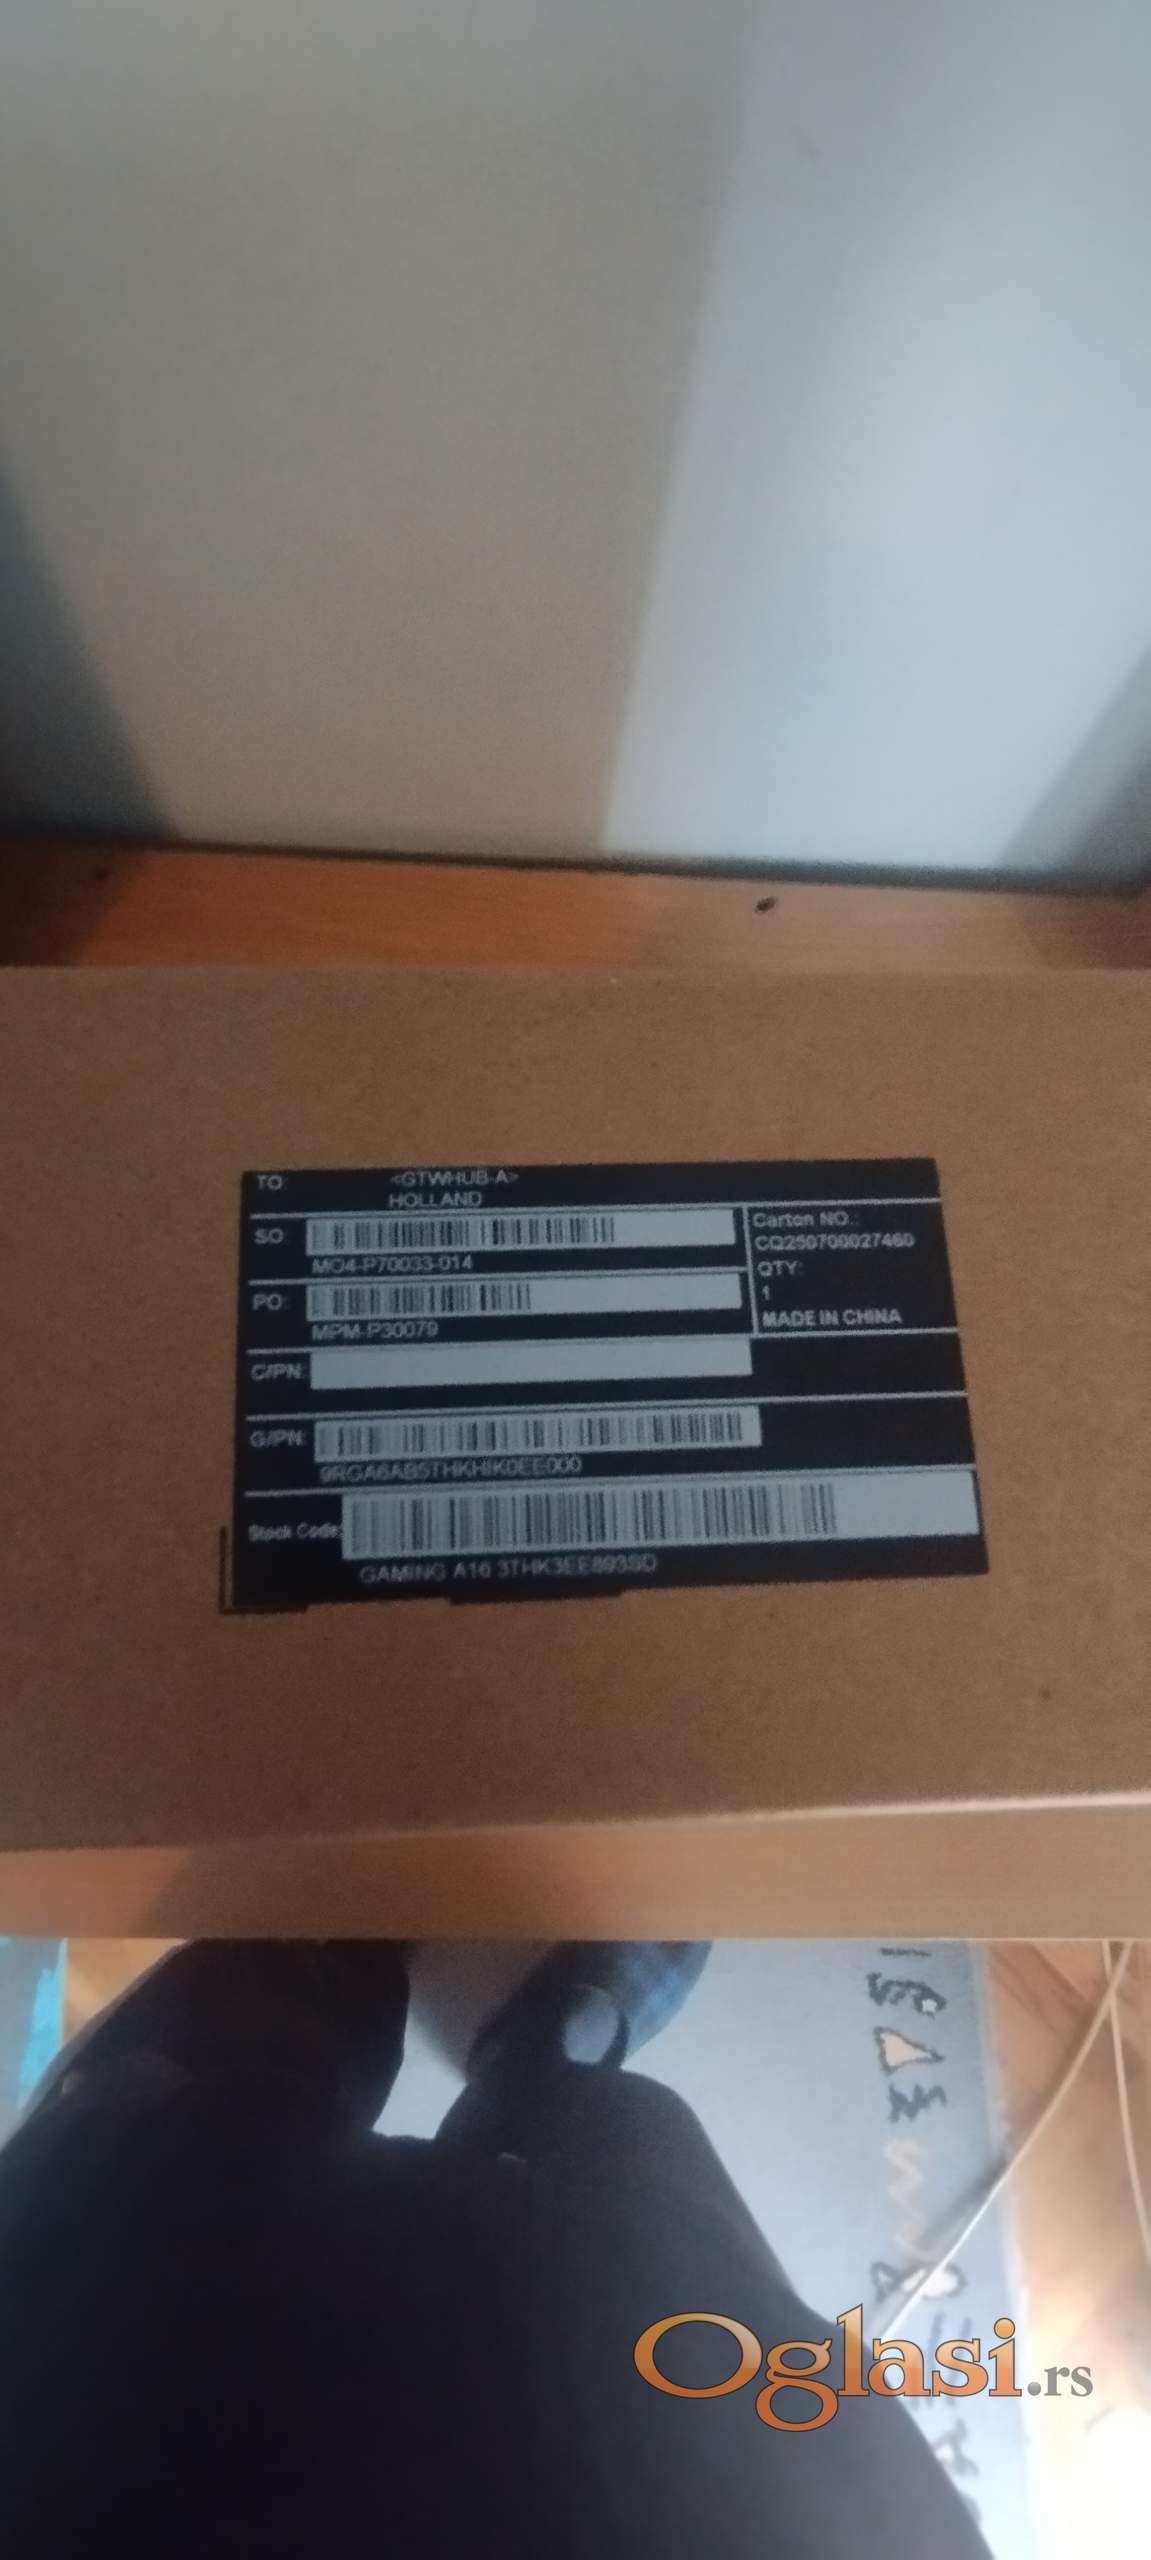 TO: <GTWHUB-A>
HOLLAND
SO:
MO4-P70033-014
PO:
MPM-P30079
Carton NO.:
CQ250700027460
QTY:
1
MADE IN CHINA
C/PN:
G/PN:
9RGA6AB5THKHIK0EE000
Stock Code:
GAMING A16 3THK3EE893SD
Oglasi.rs